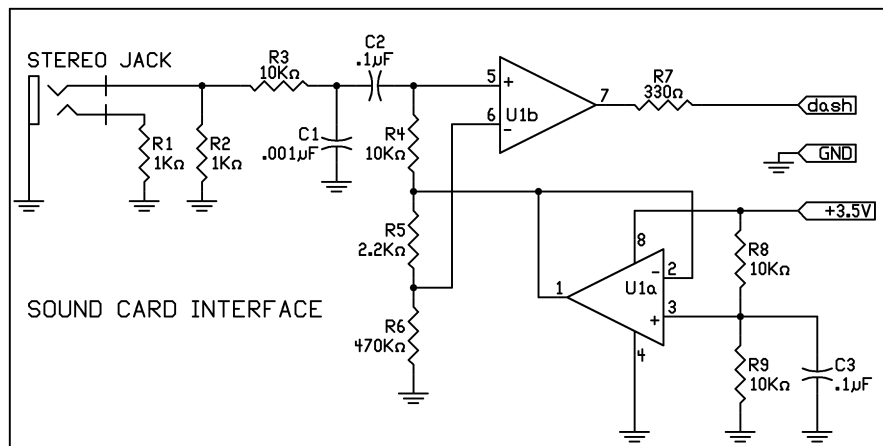 STEREO JACK
R3
10KΩ
C2
.1µF
5
+
6
-
U1b
7
R7
330Ω
dash
R1
1KΩ
R2
1KΩ
C1
.001µF
R4
10KΩ
GND
+3.5V
R5
2.2KΩ
8
R8
10KΩ
1
-
2
U1a
+
3
4
SOUND CARD INTERFACE
R6
470KΩ
R9
10KΩ
C3
.1µF